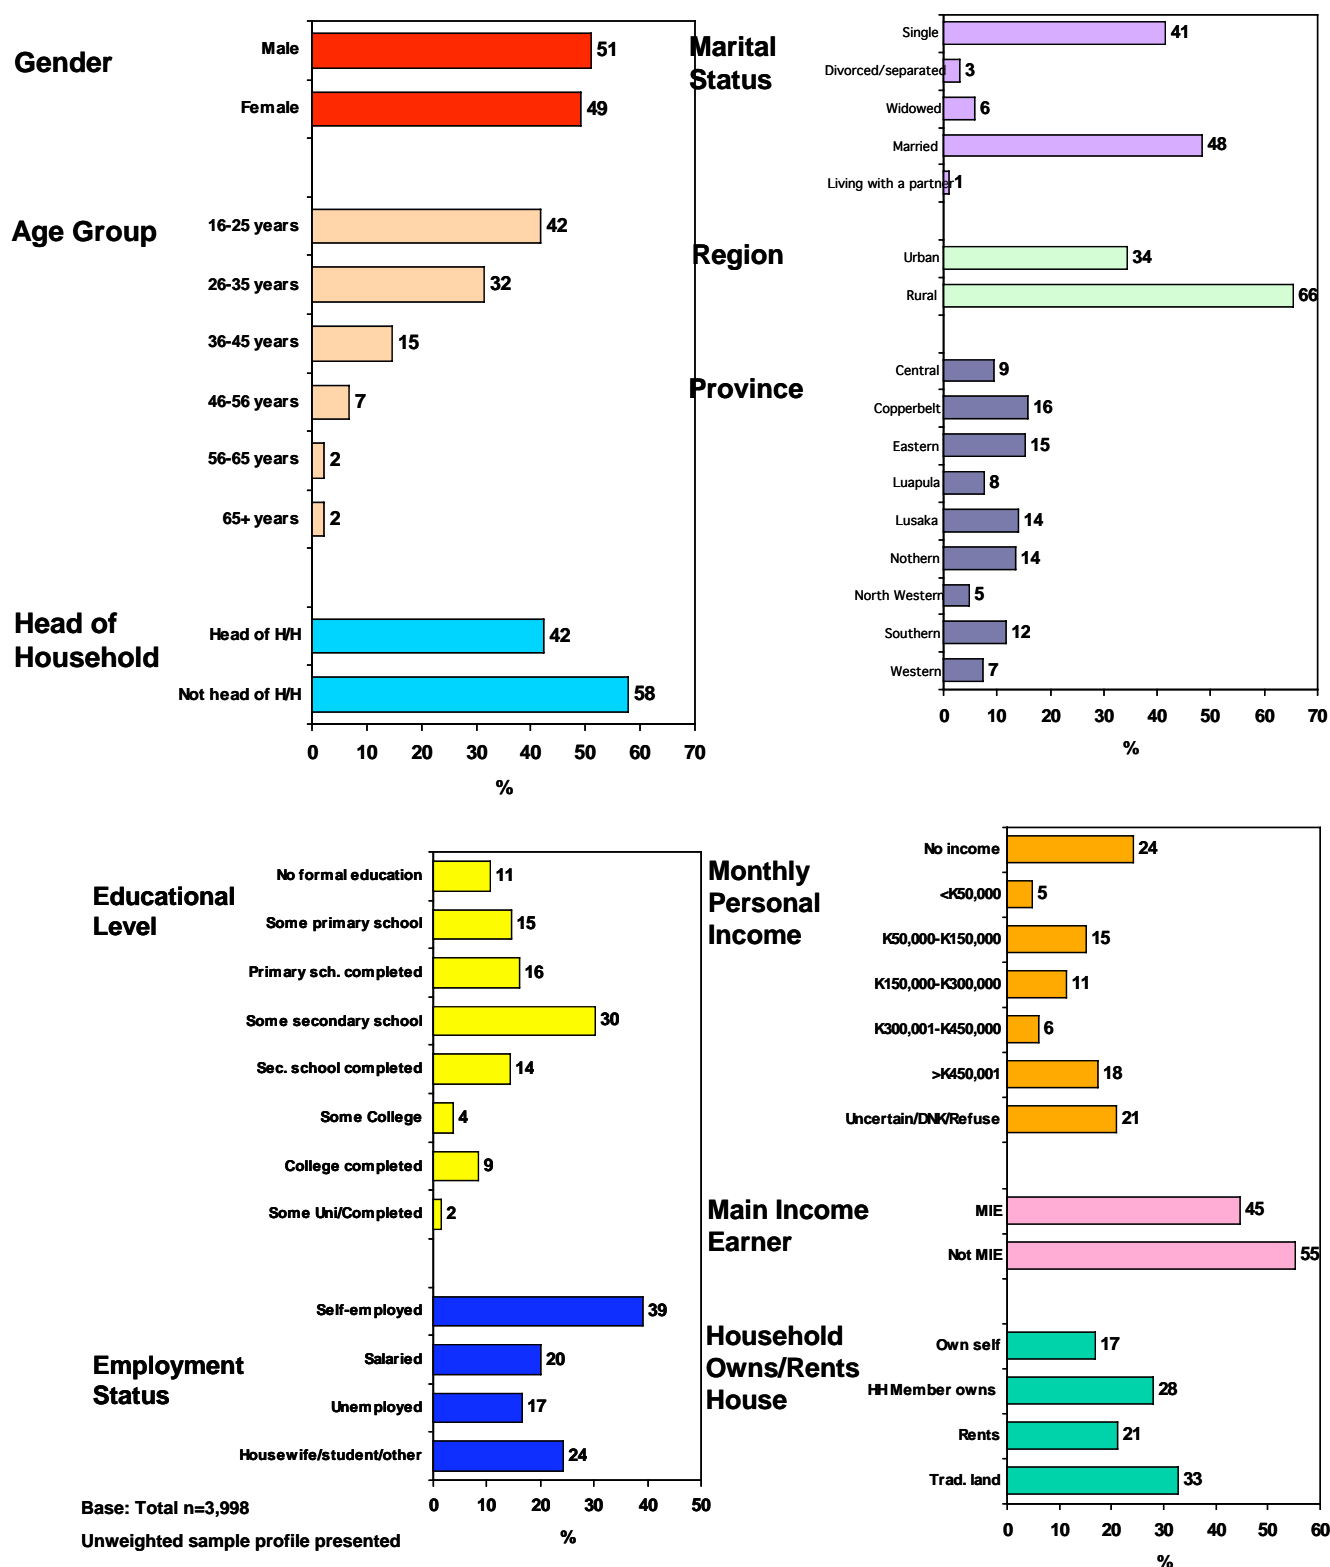 Gender
Male 51
Female 49
Age Group
16-25 years 42
26-35 years 32
36-45 years 15
46-56 years 7
56-65 years 2
65+ years 2
Head of
Household
Head of H/H 42
Not head of H/H 58
0 10 20 30 40 50 60 70
%
Marital
Status
Single 41
Divorced/separated 3
Widowed 6
Married 48
Living with a partner 1
Region
Urban 34
Rural 66
Province
Central 9
Copperbelt 16
Eastern 15
Luapula 8
Lusaka 14
Nothern 14
North Western 5
Southern 12
Western 7
0 10 20 30 40 50 60 70
%
Educational
Level
No formal education 11
Some primary school 15
Primary sch. completed 16
Some secondary school 30
Sec. school completed 14
Some College 4
College completed 9
Some Uni/Completed 2
Employment
Status
Self-employed 39
Salaried 20
Unemployed 17
Housewife/student/other 24
0 10 20 30 40 50
%
Base: Total n=3,998
Unweighted sample profile presented
Monthly
Personal
Income
No income 24
<K50,000 5
K50,000-K150,000 15
K150,000-K300,000 11
K300,001-K450,000 6
>K450,001 18
Uncertain/DNK/Refuse 21
Main Income
Earner
MIE 45
Not MIE 55
Household
Owns/Rents
House
Own self 17
HH Member owns 28
Rents 21
Trad. land 33
0 10 20 30 40 50 60
%